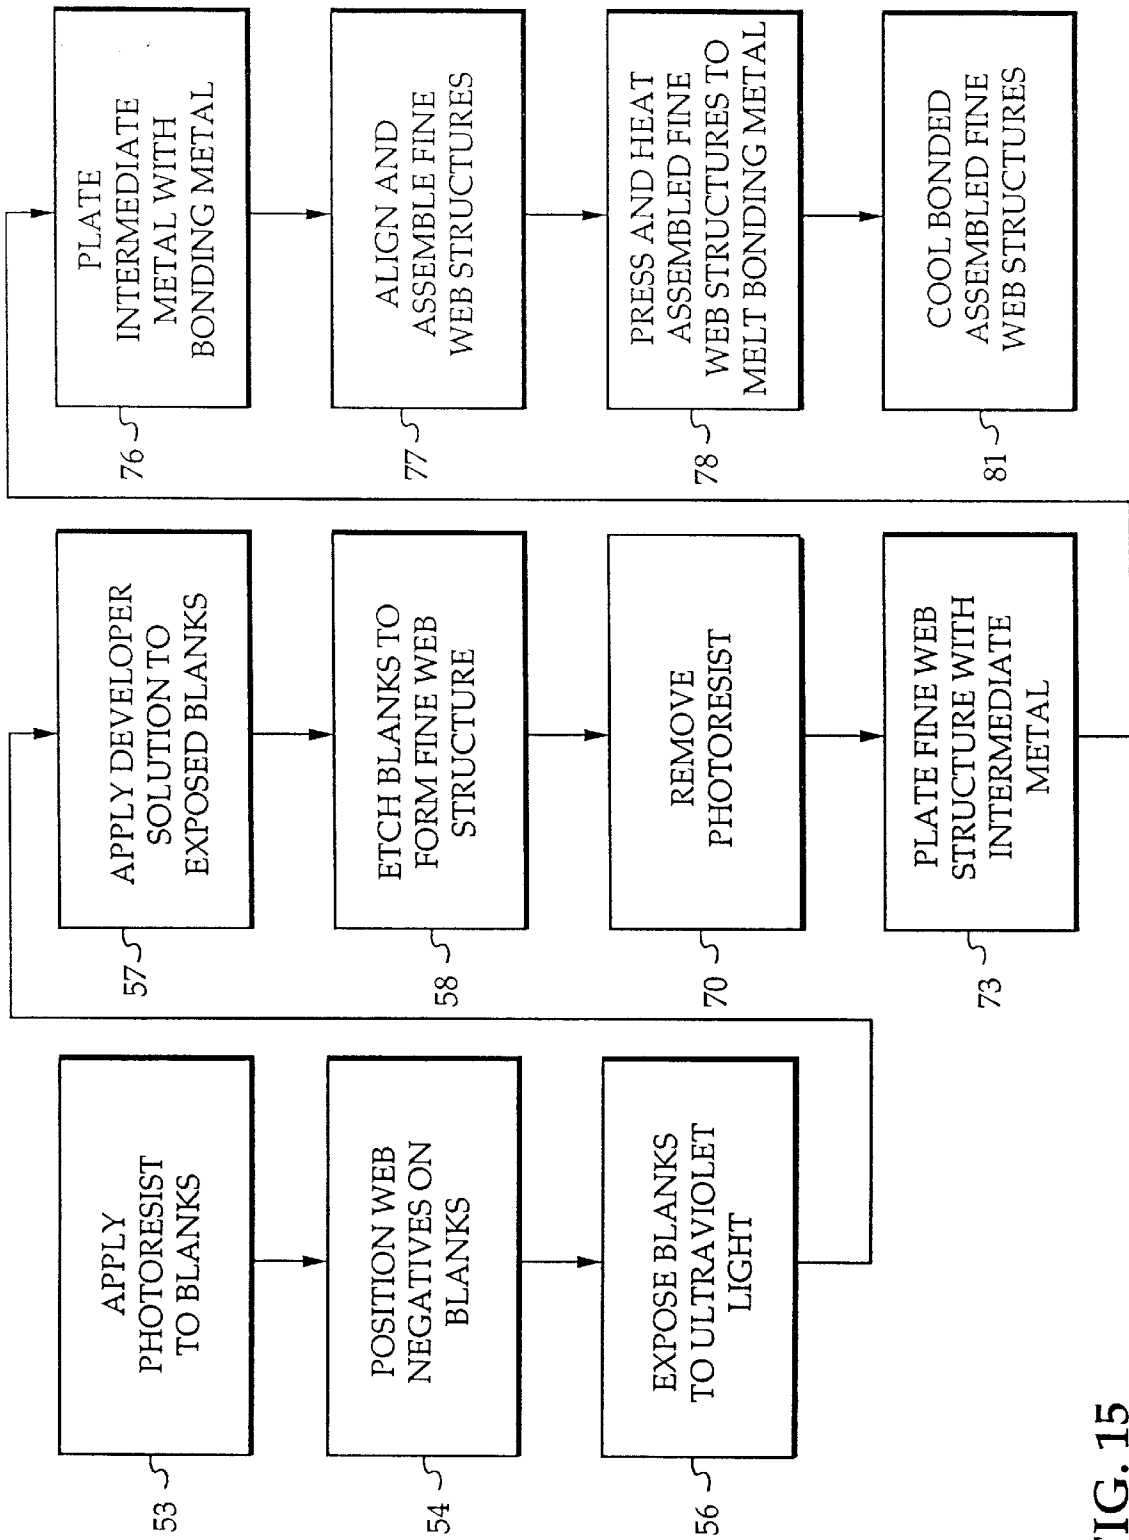 APPLY
PHOTORESIST
TO BLANKS
53
POSITION WEB
NEGATIVES ON
BLANKS
54
EXPOSE BLANKS
TO ULTRAVIOLET
LIGHT
56
APPLY DEVELOPER
SOLUTION TO
EXPOSED BLANKS
57
ETCH BLANKS TO
FORM FINE WEB
STRUCTURE
58
REMOVE
PHOTORESIST
70
PLATE FINE WEB
STRUCTURE WITH
INTERMEDIATE
METAL
73
PLATE
INTERMEDIATE
METAL WITH
BONDING METAL
76
ALIGN AND
ASSEMBLE FINE
WEB STRUCTURES
77
PRESS AND HEAT
ASSEMBLED FINE
WEB STRUCTURES TO
MELT BONDING METAL
78
COOL BONDED
ASSEMBLED FINE
WEB STRUCTURES
81
FIG. 15